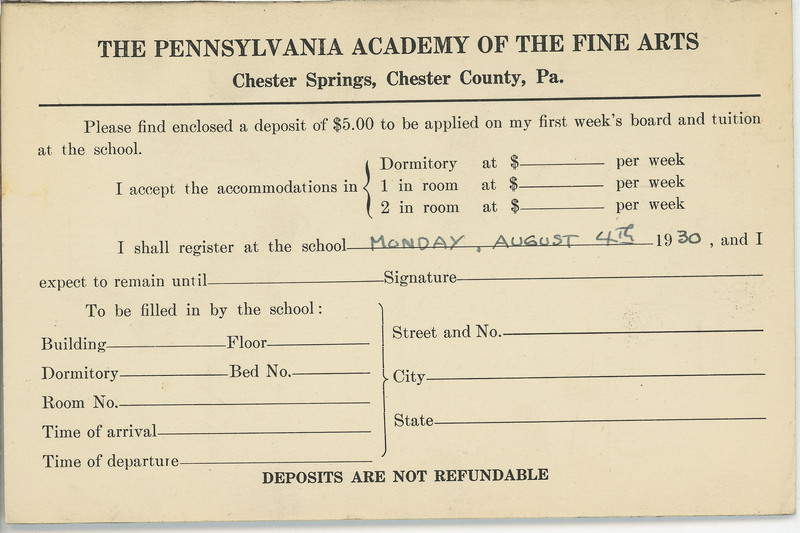 THE PENNSYLVANIA ACADEMY OF THE FINE ARTS
Chester Springs, Chester County, Pa.
Please find enclosed a deposit of $5.00 to be applied on my first week's board and tuition
at the school.
I accept the accommodations in
Dormitory at $ per week
1 in room at $ per week
2 in room at $ per week
I shall register at the school MONDAY, AUGUST 4TH 1930, and I
expect to remain until Signature
To be filled in by the school:
Building Floor
Dormitory Bed No.
Room No.
Time of arrival
Time of departure
Street and No.
City
State
DEPOSITS ARE NOT REFUNDABLE